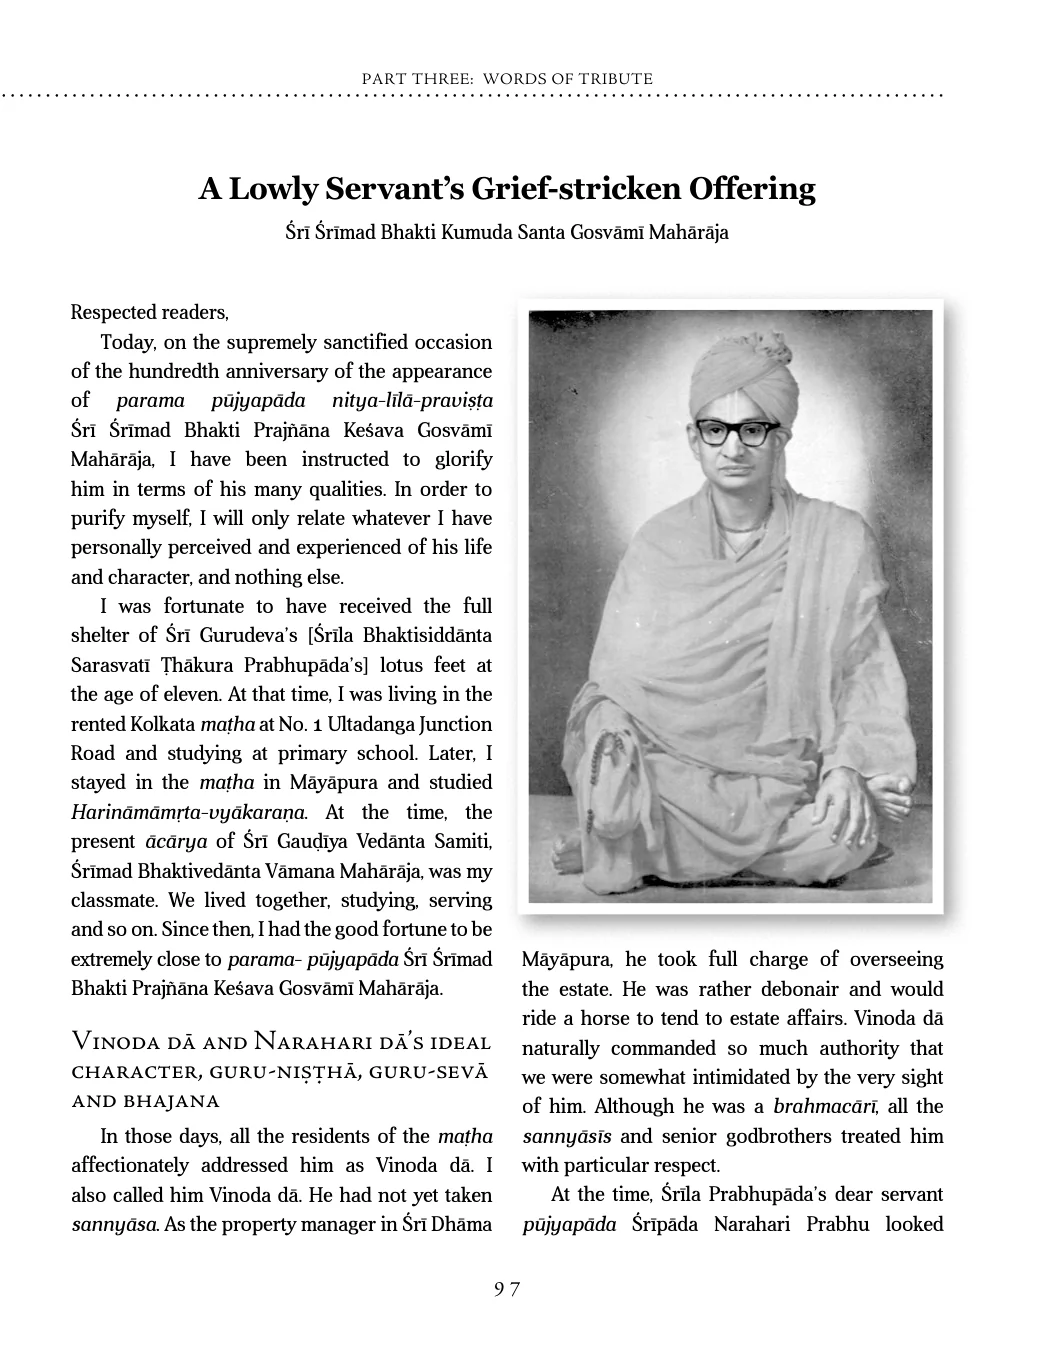 PART THREE: WORDS OF TRIBUTE
A Lowly Servant’s Grief-stricken Offering
Śrī Śrīmad Bhakti Kumuda Santa Gosvāmī Mahārāja
Respected readers,
Today, on the supremely sanctified occasion
of the hundredth anniversary of the appearance
of parama pūjyapāda nitya-līlā-praviṣṭa
Śrī Śrīmad Bhakti Prajñāna Keśava Gosvāmī
Mahārāja, I have been instructed to glorify
him in terms of his many qualities. In order to
purify myself, I will only relate whatever I have
personally perceived and experienced of his life
and character, and nothing else.
I was fortunate to have received the full
shelter of Śrī Gurudeva’s [Śrīla Bhaktisiddānta
Sarasvatī Ṭhākura Prabhupāda’s] lotus feet at
the age of eleven. At that time, I was living in the
rented Kolkata maṭha at No. 1 Ultadanga Junction
Road and studying at primary school. Later, I
stayed in the maṭha in Māyāpura and studied
Harināmāmṛta-vyākaraṇa. At the time, the
present ācārya of Śrī Gauḍīya Vedānta Samiti,
Śrīmad Bhaktivedānta Vāmana Mahārāja, was my
classmate. We lived together, studying, serving
and so on. Since then, I had the good fortune to be
extremely close to parama- pūjyapāda Śrī Śrīmad
Bhakti Prajñāna Keśava Gosvāmī Mahārāja.
Vinoda dā and Narahari dā’s ideal
character, guru-niṣṭhā, guru-sevā
and bhajana
In those days, all the residents of the maṭha
affectionately addressed him as Vinoda dā. I
also called him Vinoda dā. He had not yet taken
sannyāsa. As the property manager in Śrī Dhāma
Māyāpura, he took full charge of overseeing
the estate. He was rather debonair and would
ride a horse to tend to estate affairs. Vinoda dā
naturally commanded so much authority that
we were somewhat intimidated by the very sight
of him. Although he was a brahmacārī, all the
sannyāsīs and senior godbrothers treated him
with particular respect.
At the time, Śrīla Prabhupāda’s dear servant
pūjyapāda Śrīpāda Narahari Prabhu looked
97